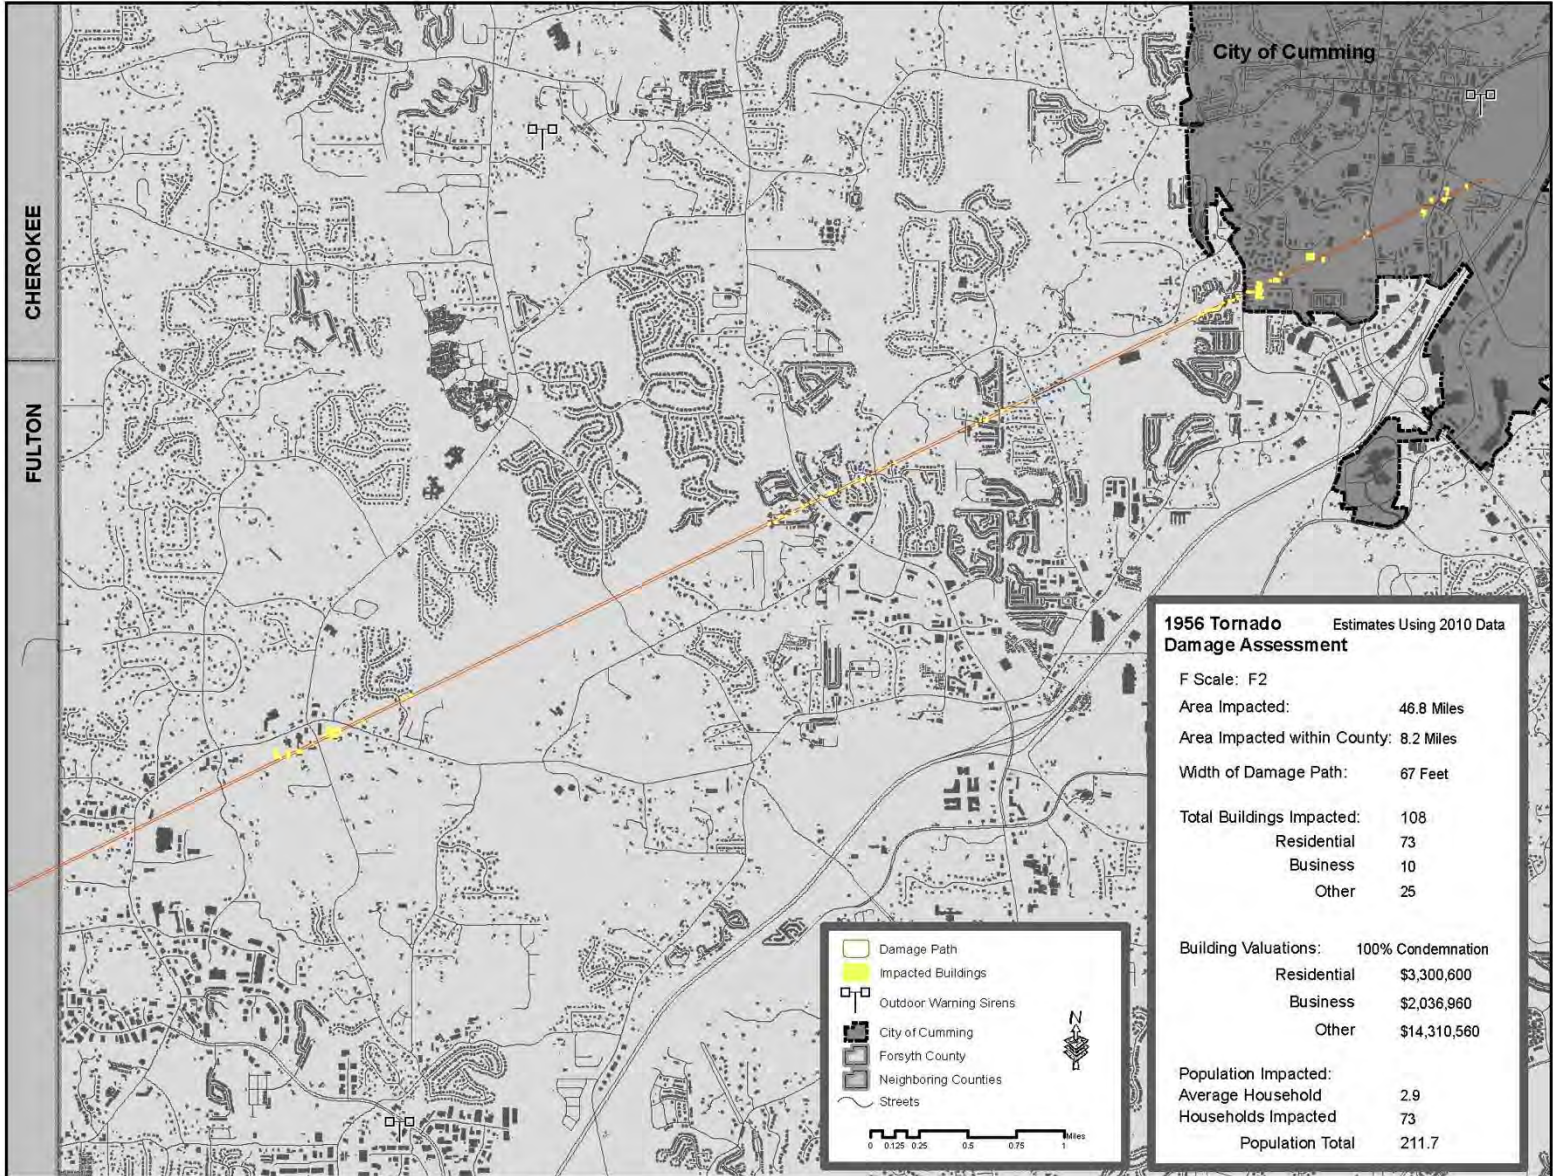 City of Cumming
CHEROKEE
FULTON
1956 Tornado Estimates Using 2010 Data
Damage Assessment
F Scale: F2
Area Impacted: 46.8 Miles
Area Impacted within County: 8.2 Miles
Width of Damage Path: 67 Feet
Total Buildings Impacted: 108
Residential 73
Business 10
Other 25
Building Valuations: 100% Condemnation
Residential $3,300,600
Business $2,036,960
Other $14,310,560
Population Impacted:
Average Household 2.9
Households Impacted 73
Population Total 211.7
Damage Path
Impacted Buildings
Outdoor Warning Sirens
City of Cumming
Forsyth County
Neighboring Counties
Streets
N
0 0.125 0.25 0.5 0.75 1 Miles